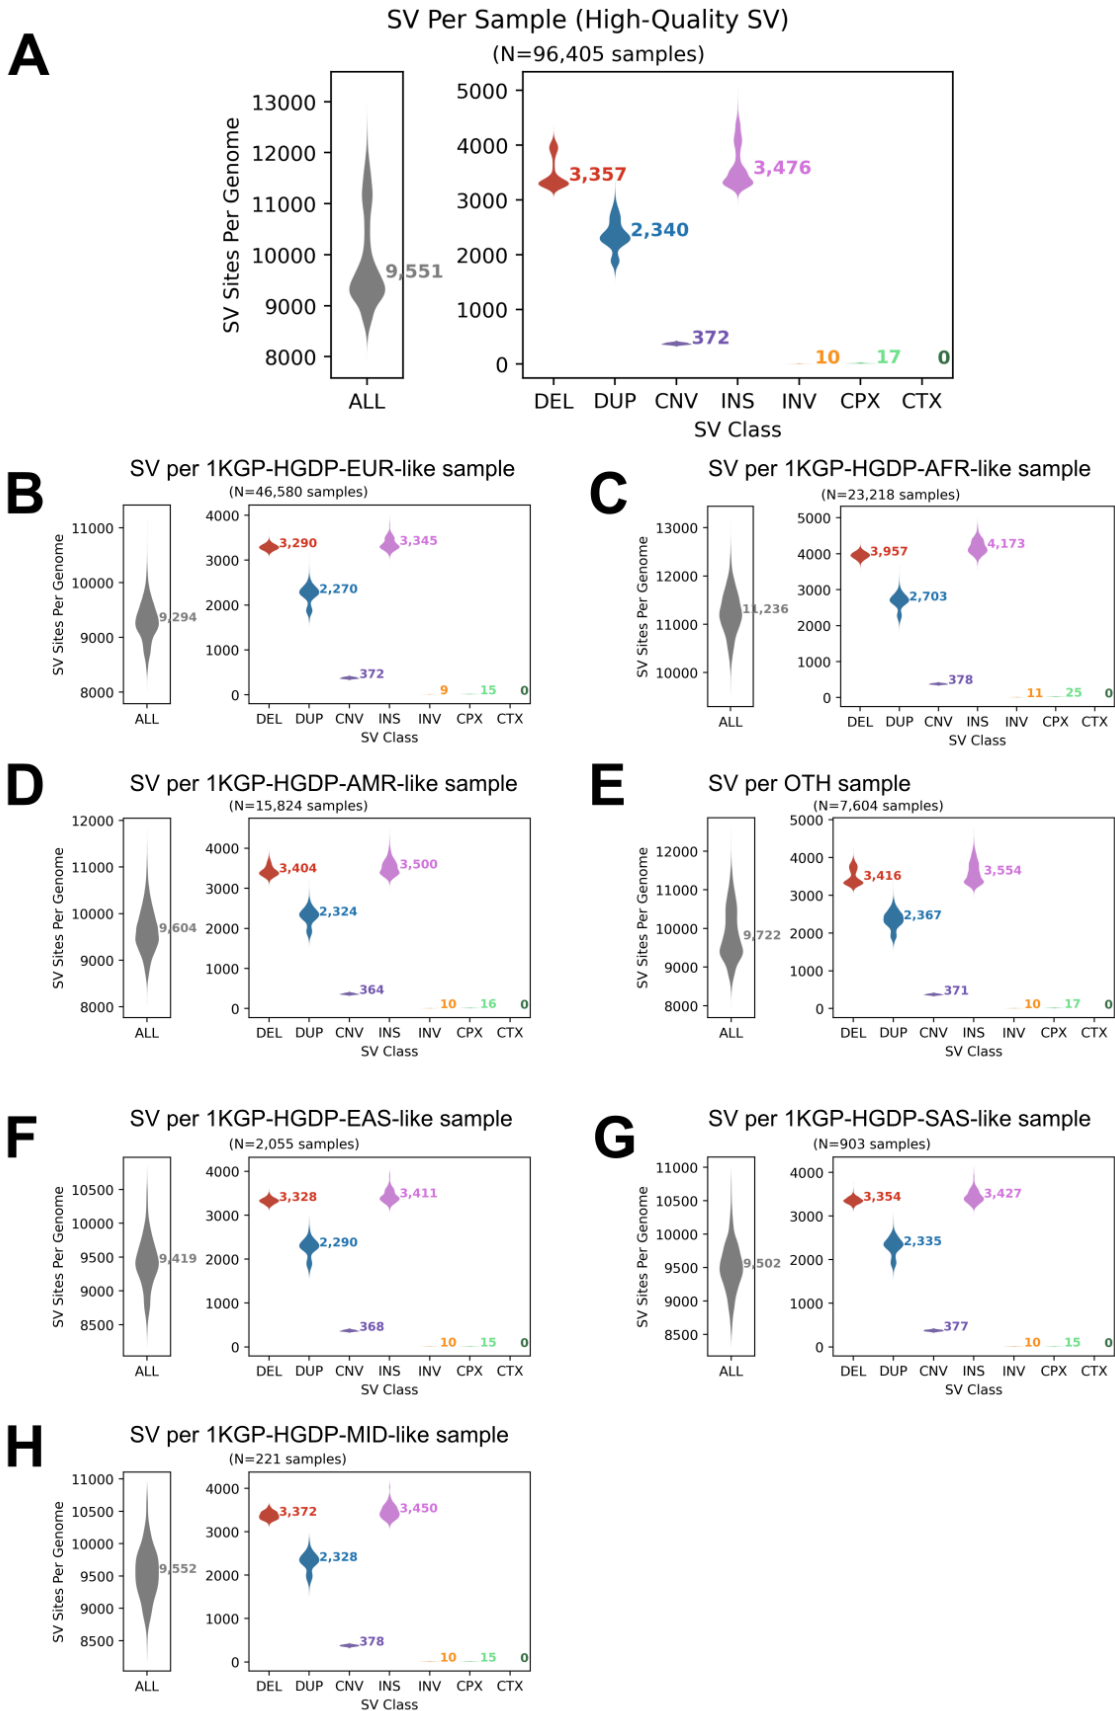 A
SV Per Sample (High-Quality SV)
(N=96,405 samples)
SV Sites Per Genome
13000
12000
11000
10000
9000
8000
9,551
ALL
5000
4000
3000
2000
1000
0
3,357
2,340
372
3,476
10
17
0
DEL DUP CNV INS INV CPX CTX
SV Class
B
SV per 1KGP-HGDP-EUR-like sample
(N=46,580 samples)
SV Sites Per Genome
11000
10000
9000
8000
9,294
ALL
4000
3000
2000
1000
0
3,290
2,270
372
3,345
9
15
0
DEL DUP CNV INS INV CPX CTX
SV Class
C
SV per 1KGP-HGDP-AFR-like sample
(N=23,218 samples)
SV Sites Per Genome
13000
12000
11000
10000
11,236
ALL
5000
4000
3000
2000
1000
0
3,957
2,703
378
4,173
11
25
0
DEL DUP CNV INS INV CPX CTX
SV Class
D
SV per 1KGP-HGDP-AMR-like sample
(N=15,824 samples)
SV Sites Per Genome
12000
11000
10000
9000
8000
9,604
ALL
4000
3000
2000
1000
0
3,404
2,324
364
3,500
10
16
0
DEL DUP CNV INS INV CPX CTX
SV Class
E
SV per OTH sample
(N=7,604 samples)
SV Sites Per Genome
12000
11000
10000
9000
8000
9,722
ALL
5000
4000
3000
2000
1000
0
3,416
2,367
371
3,554
10
17
0
DEL DUP CNV INS INV CPX CTX
SV Class
F
SV per 1KGP-HGDP-EAS-like sample
(N=2,055 samples)
SV Sites Per Genome
10500
10000
9500
9000
8500
9,419
ALL
4000
3000
2000
1000
0
3,328
2,290
368
3,411
10
15
0
DEL DUP CNV INS INV CPX CTX
SV Class
G
SV per 1KGP-HGDP-SAS-like sample
(N=903 samples)
SV Sites Per Genome
11000
10500
10000
9500
9000
8500
9,502
ALL
4000
3000
2000
1000
0
3,354
2,335
377
3,427
10
15
0
DEL DUP CNV INS INV CPX CTX
SV Class
H
SV per 1KGP-HGDP-MID-like sample
(N=221 samples)
SV Sites Per Genome
11000
10500
10000
9500
9000
8500
9,552
ALL
4000
3000
2000
1000
0
3,372
2,328
378
3,450
10
15
0
DEL DUP CNV INS INV CPX CTX
SV Class